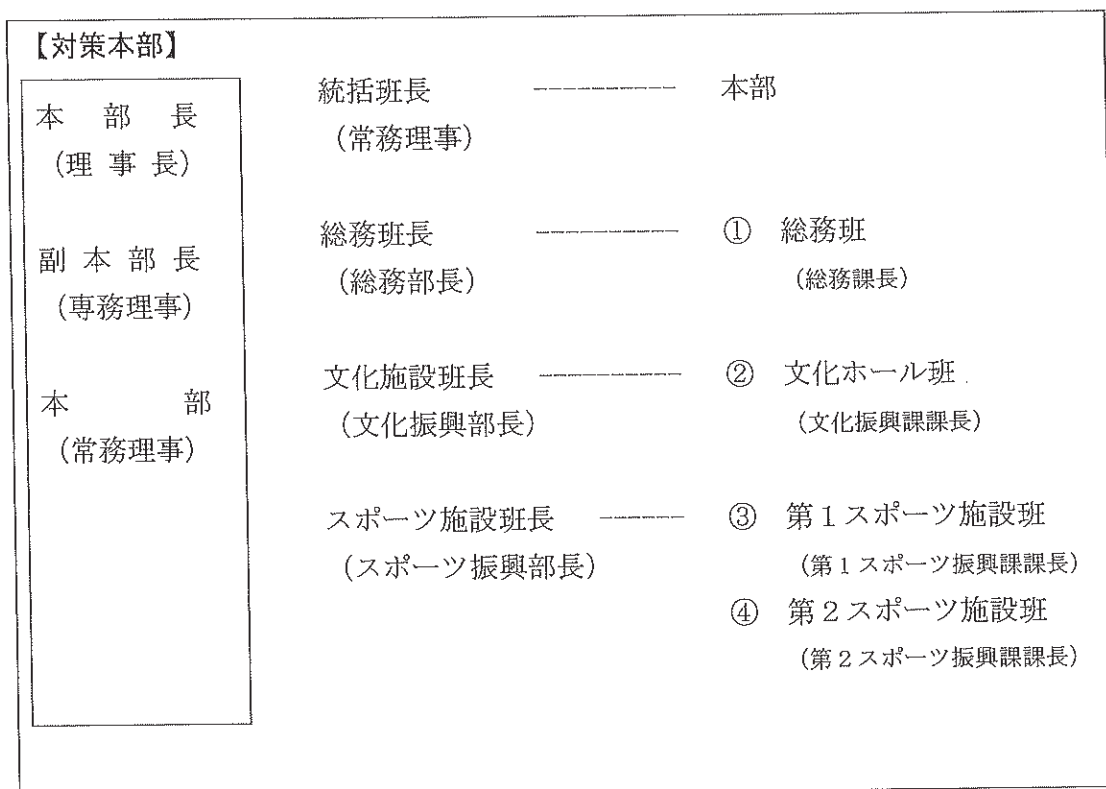 【対策本部】
本部長
(理事長)
副本部長
(専務理事)
本部
(常務理事)
統括班長 ---------- 本部
(常務理事)
総務班長 ---------- ① 総務班
(総務部長) (総務課長)
文化施設班長 ---------- ② 文化ホール班
(文化振興部長) (文化振興課課長)
スポーツ施設班長 ------ ③ 第1スポーツ施設班
(スポーツ振興部長) (第1スポーツ振興課課長)
④ 第2スポーツ施設班
(第2スポーツ振興課課長)